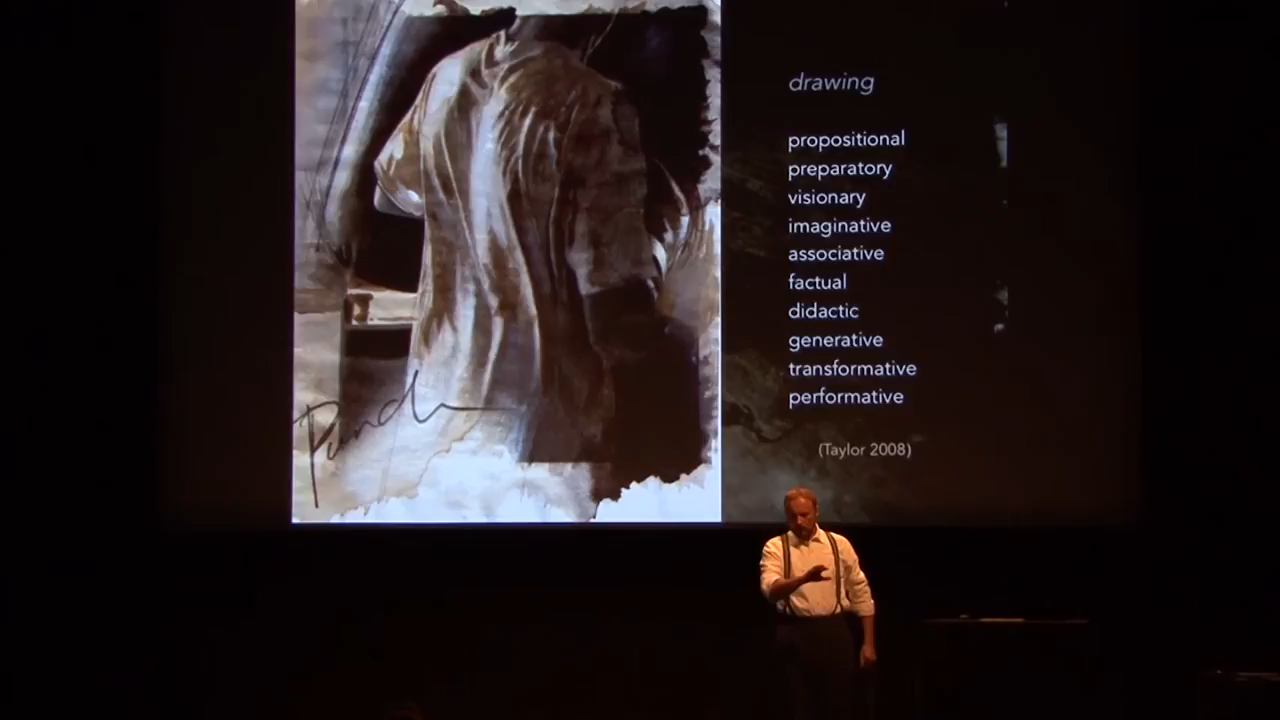 drawing
propositional
preparatory
visionary
imaginative
associative
factual
didactic
generative
transformative
performative
(Taylor 2008)